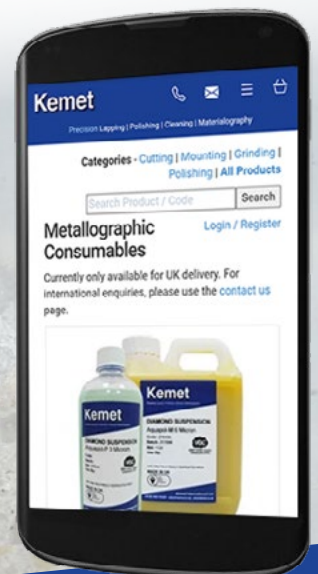 Kemet
Precision Lapping | Polishing | Cleaning | Materialography
Categories - Cutting | Mounting | Grinding |
Polishing | All Products
Search Product / Code Search
Login / Register
Metallographic
Consumables
Currently only available for UK delivery. For
international enquiries, please use the contact us
page.
Kemet
DIAMOND SUSPENSION
Kemet
DIAMOND SUSPENSION